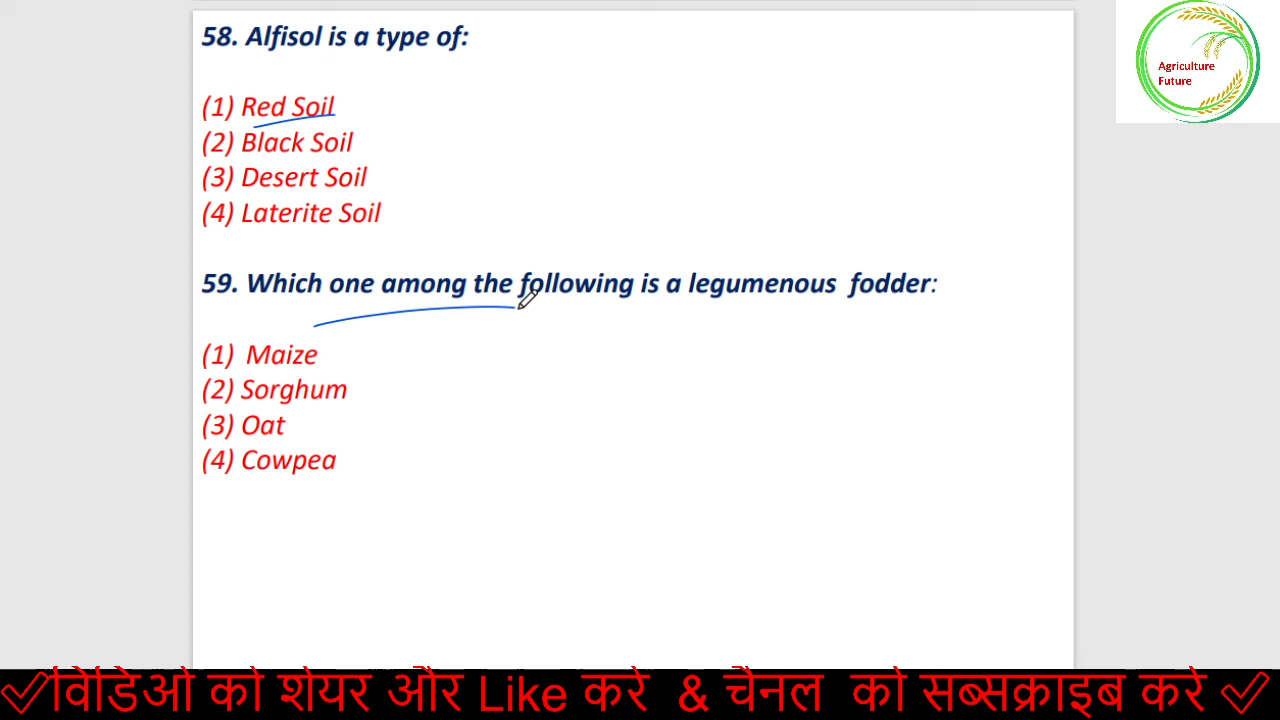 58. Alfisol is a type of:
(1) Red Soil
(2) Black Soil
(3) Desert Soil
(4) Laterite Soil
59. Which one among the following is a legumenous fodder:
(1) Maize
(2) Sorghum
(3) Oat
(4) Cowpea
Agriculture
Future
✓विडिओ को शेयर और Like करे & चैनल को सब्सक्राइब करे ✓